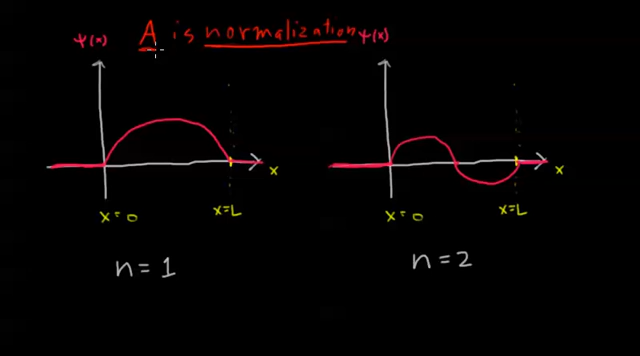 A is normalization
ψ(x) ψ(x)
x x
x=0 x=L x=0 x=L
n=1 n=2